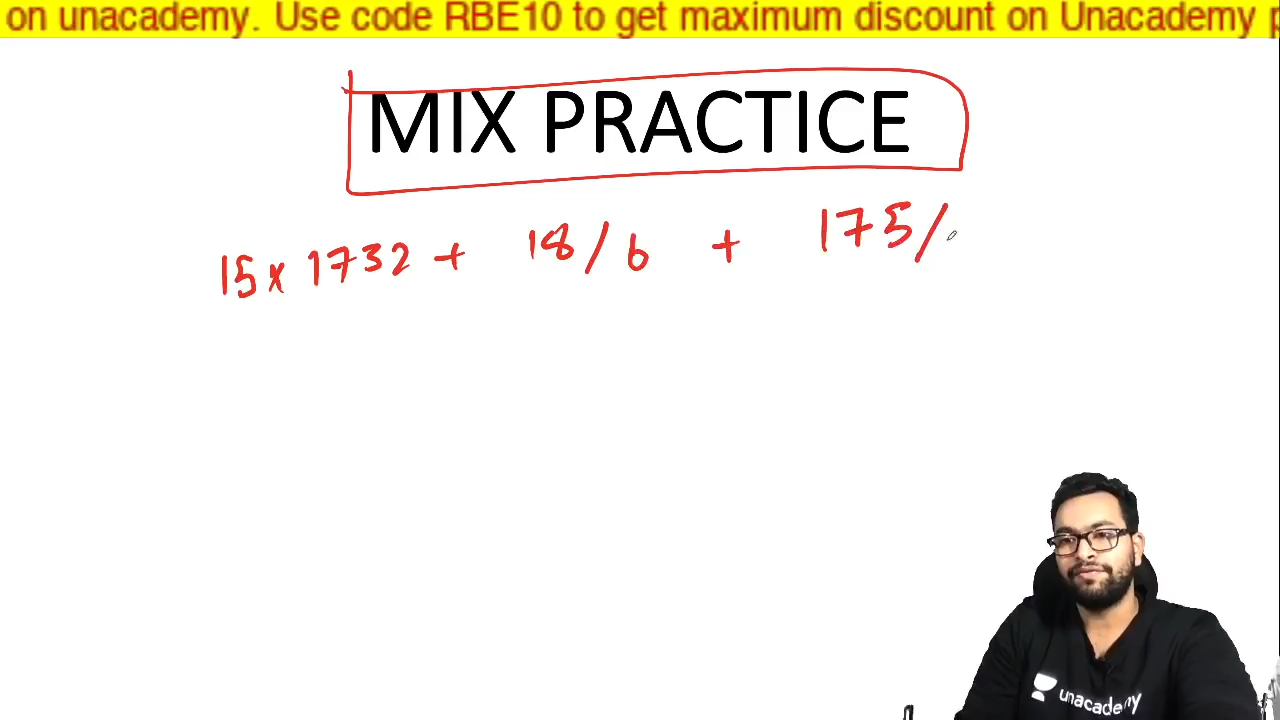 on unacademy. Use code RBE10 to get maximum discount on Unacademy
MIX PRACTICE
15 x 1732 + 18/6 + 175/
unacademy